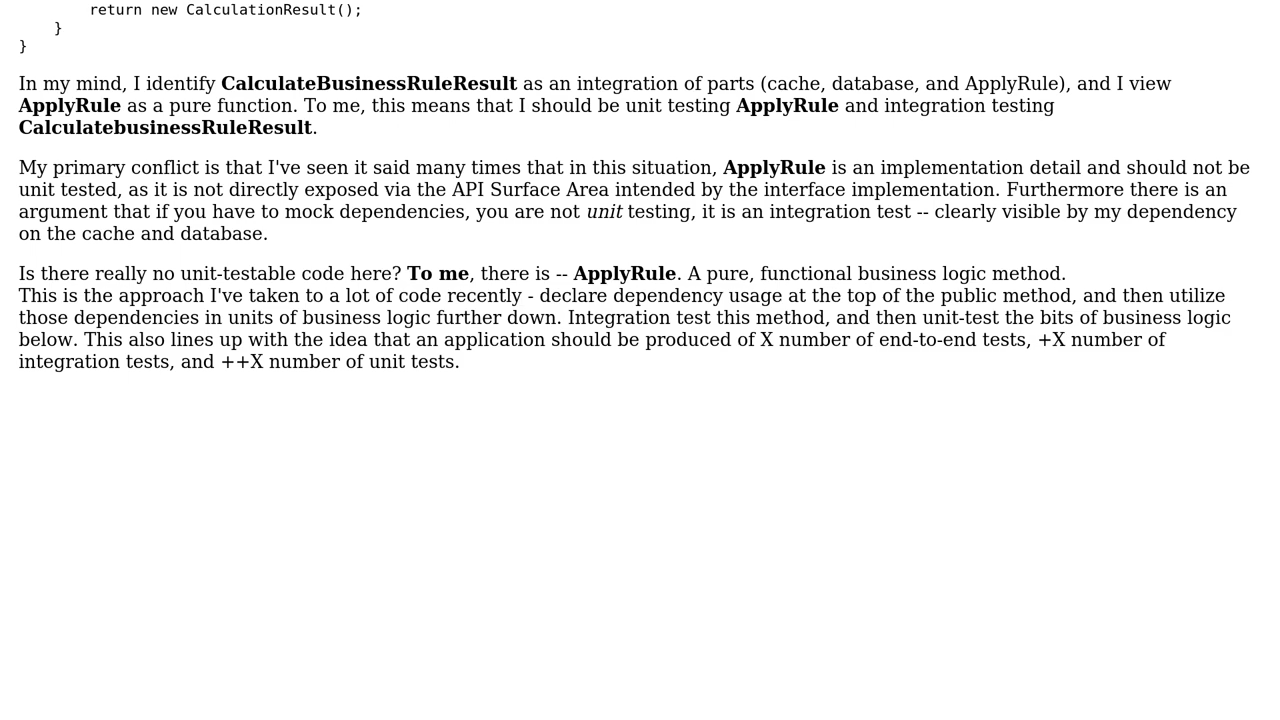 return new CalculationResult();
    }
}
In my mind, I identify CalculateBusinessRuleResult as an integration of parts (cache, database, and ApplyRule), and I view
ApplyRule as a pure function. To me, this means that I should be unit testing ApplyRule and integration testing
CalculatebusinessRuleResult.
My primary conflict is that I've seen it said many times that in this situation, ApplyRule is an implementation detail and should not be
unit tested, as it is not directly exposed via the API Surface Area intended by the interface implementation. Furthermore there is an
argument that if you have to mock dependencies, you are not unit testing, it is an integration test -- clearly visible by my dependency
on the cache and database.
Is there really no unit-testable code here? To me, there is -- ApplyRule. A pure, functional business logic method.
This is the approach I've taken to a lot of code recently - declare dependency usage at the top of the public method, and then utilize
those dependencies in units of business logic further down. Integration test this method, and then unit-test the bits of business logic
below. This also lines up with the idea that an application should be produced of X number of end-to-end tests, +X number of
integration tests, and ++X number of unit tests.